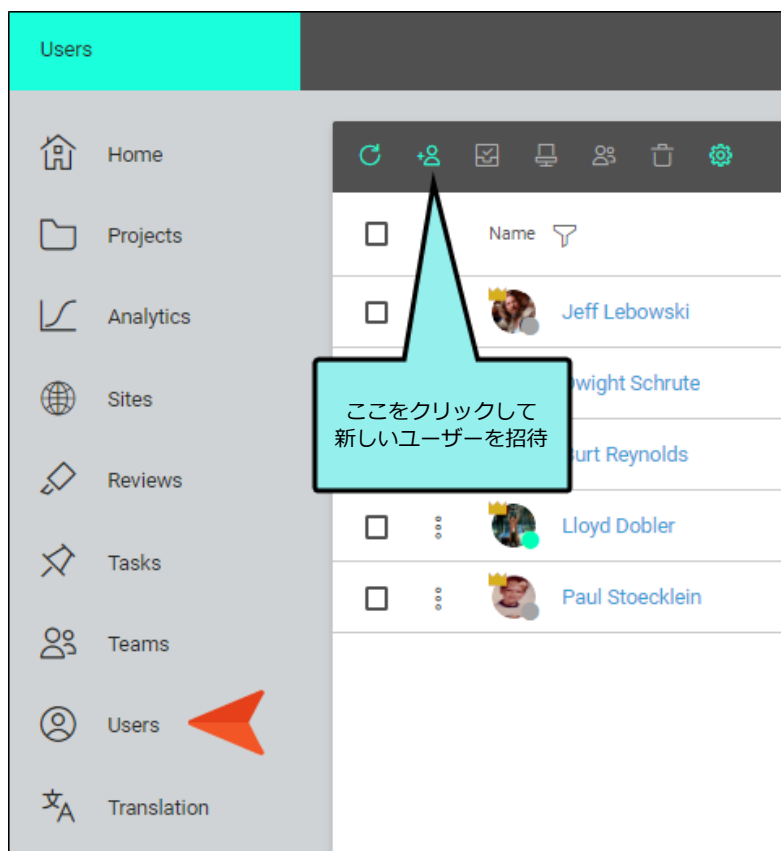 Users
Home
Projects
Analytics
Sites
Reviews
Tasks
Teams
Users
Translation
Name
Jeff Lebowski
Dwight Schrute
Burt Reynolds
Lloyd Dobler
Paul Stoecklein
ここをクリックして
新しいユーザーを招待